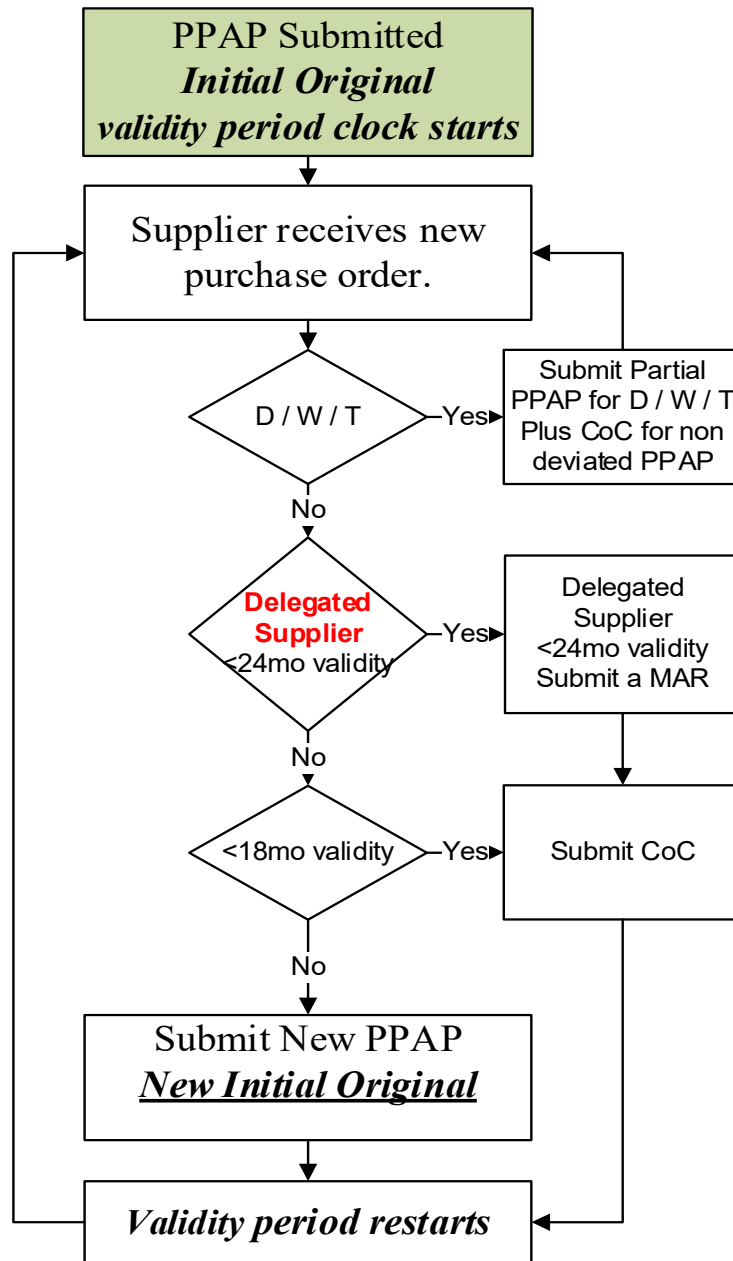 PPAP Submitted
Initial Original
validity period clock starts
Supplier receives new
purchase order.
D / W / T
Yes
Submit Partial
PPAP for D / W / T
Plus CoC for non
deviated PPAP
No
Delegated
Supplier
<24mo validity
Yes
Delegated
Supplier
<24mo validity
Submit a MAR
No
<18mo validity
Yes
Submit CoC
No
Submit New PPAP
New Initial Original
Validity period restarts